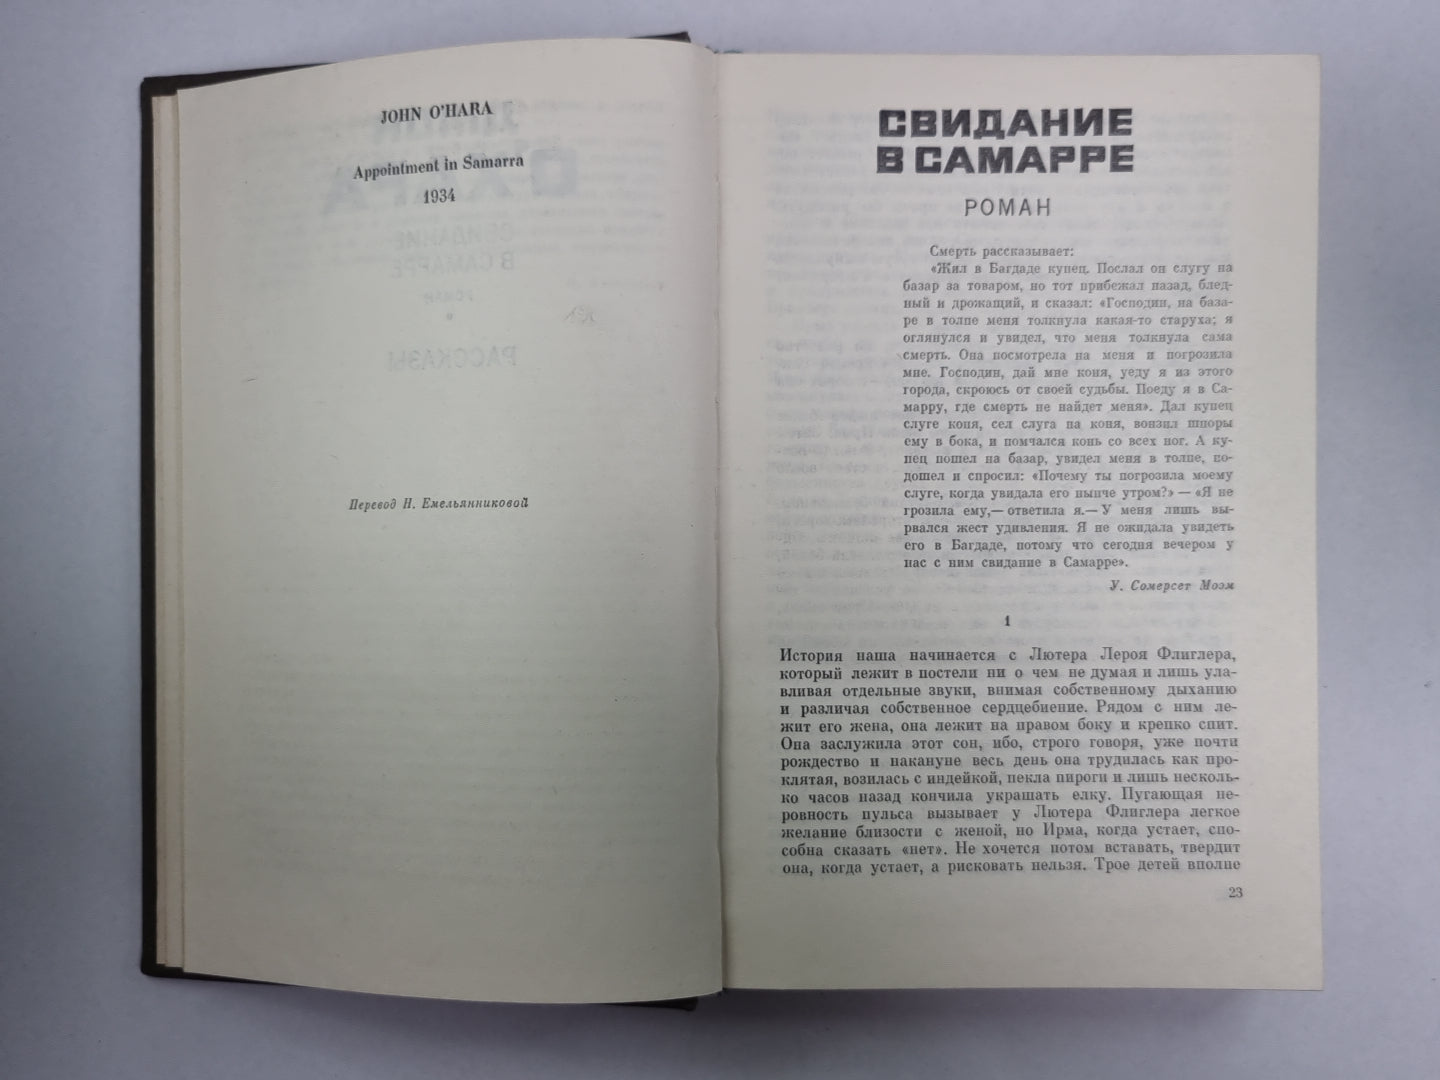 JOHN O'HARA
Appointment in Samarra
1934
Перевод Н. Емельянниковой
СВИДАНИЕ
В САМАРРЕ
РОМАН
Смерть рассказывает:
«Жил в Багдаде купец. Послал он слугу на
базар за товаром, но тот прибежал назад, блед-
ный и дрожащий, и сказал: «Господин, на база-
ре в толпе меня толкнула какая-то старуха; я
оглянулся и увидел, что меня толкнула сама
смерть. Она посмотрела на меня и погрозила
мне. Господин, дай мне коня, уеду я из этого
города, скроюсь от своей судьбы. Поеду я в Са-
марру, где смерть не найдет меня». Дал купец
слуге коня, сел слуга на коня, вонзил шпоры
ему в бока, и помчался конь со всех ног. А ку-
пец пошел на базар, увидел меня в толпе, по-
дошел и спросил: «Почему ты погрозила моему
слуге, когда увидала его нынче утром?» — «Я не
грозила ему,— ответила я.— У меня лишь вы-
рвался жест удивления. Я не ожидала увидеть
его в Багдаде, потому что сегодня вечером у
нас с ним свидание в Самарре».
У. Сомерсет Моэм
1
История наша начинается с Лютера Лероя Флиглера,
который лежит в постели ни о чем не думая и лишь ула-
вливая отдельные звуки, внимая собственному дыханию
и различая собственное сердцебиение. Рядом с ним ле-
жит его жена, она лежит на правом боку и крепко спит.
Она заслужила этот сон, ибо, строго говоря, уже почти
рождество и накануне весь день она трудилась как про-
клятая, возилась с индейкой, пекла пироги и лишь несколь-
ко часов назад кончила украшать елку. Пугающая не-
ровность пульса вызывает у Лютера Флиглера легкое
желание близости с женой, но Ирма, когда устает, спо-
собна сказать «нет». Не хочется потом вставать, твердит
она, когда устает, а рисковать нельзя. Трое детей вполне
23